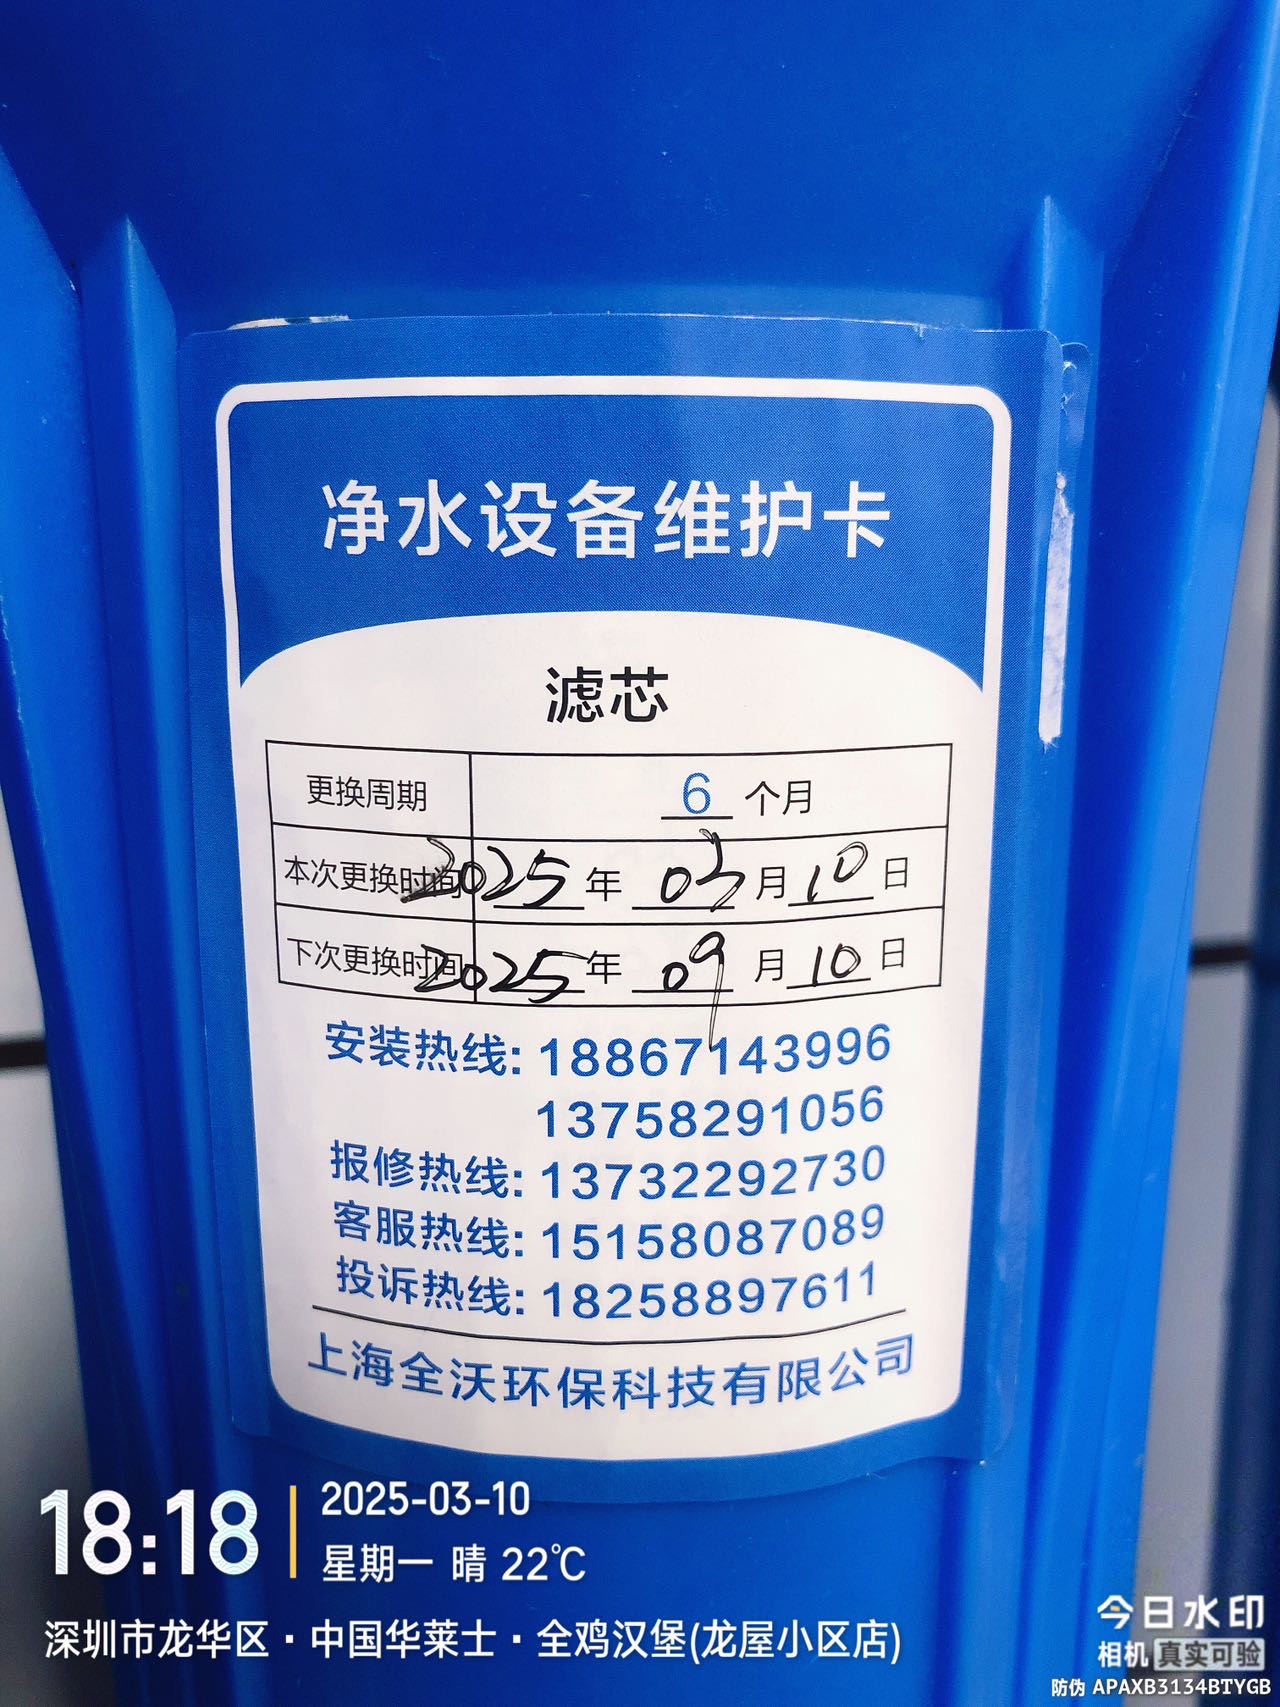 净水设备维护卡
滤芯
更换周期 6 个月
本次更换时间 2025 年 03 月 10 日
下次更换时间 2025 年 09 月 10 日
安装热线: 18867143996
13758291056
报修热线: 13732292730
客服热线: 15158087089
投诉热线: 18258897611
上海全沃环保科技有限公司
18:18
2025-03-10
星期一 晴 22℃
深圳市龙华区·中国华莱士·全鸡汉堡(龙屋小区店)
今日水印
相机 真实可验
防伪 APAXB3134BTYGB